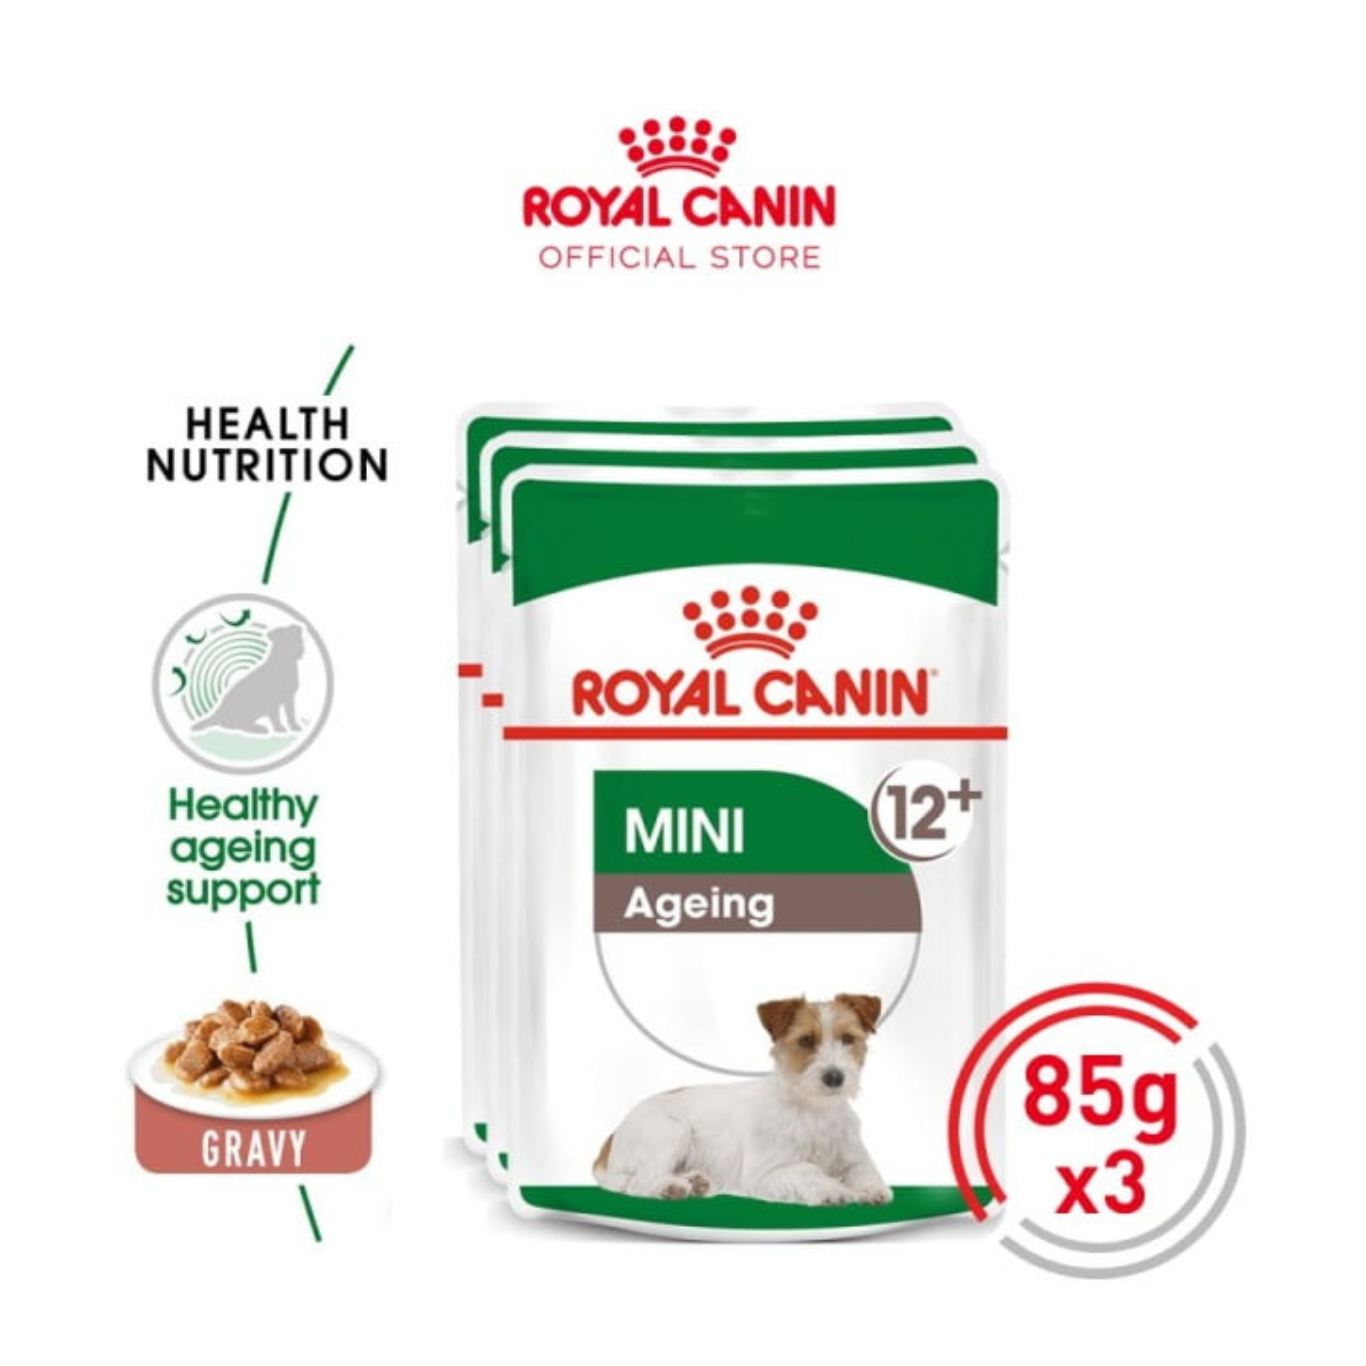 ROYAL CANIN
OFFICIAL STORE
HEALTH
NUTRITION
Healthy
ageing
support
GRAVY
ROYAL CANIN
MINI
12+
Ageing
85g
x3